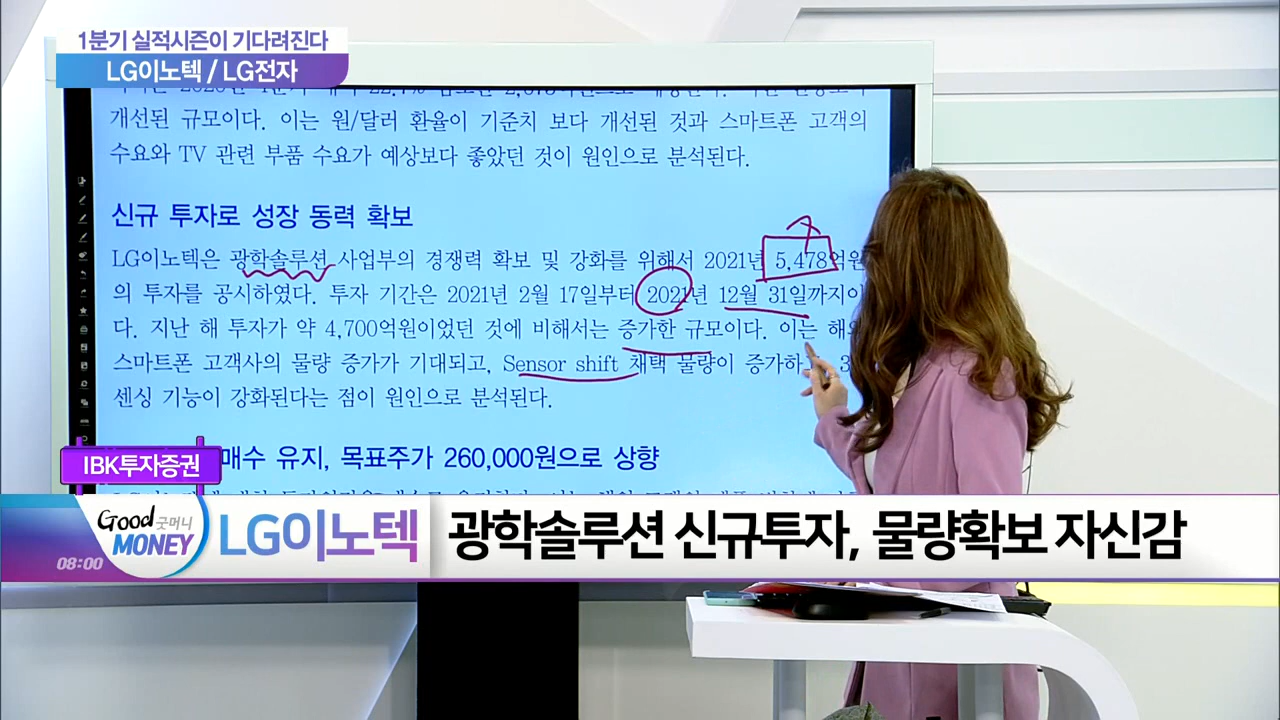 1분기 실적시즌이 기다려진다
LG이노텍 / LG전자
개선된 규모이다. 이는 원/달러 환율이 기준치 보다 개선된 것과 스마트폰 고객의
수요와 TV 관련 부품 수요가 예상보다 좋았던 것이 원인으로 분석된다.
신규 투자로 성장 동력 확보
LG이노텍은 광학솔루션 사업부의 경쟁력 확보 및 강화를 위해서 2021년 5,478억원
의 투자를 공시하였다. 투자 기간은 2021년 2월 17일부터 2021년 12월 31일까지이
다. 지난 해 투자가 약 4,700억원이었던 것에 비해서는 증가한 규모이다. 이는 해외
스마트폰 고객사의 물량 증가가 기대되고, Sensor shift 채택 물량이 증가하 3
센싱 기능이 강화된다는 점이 원인으로 분석된다.
매수 유지, 목표주가 260,000원으로 상향
IBK투자증권
Good 굿머니
MONEY
08:00
LG이노텍
광학솔루션 신규투자, 물량확보 자신감